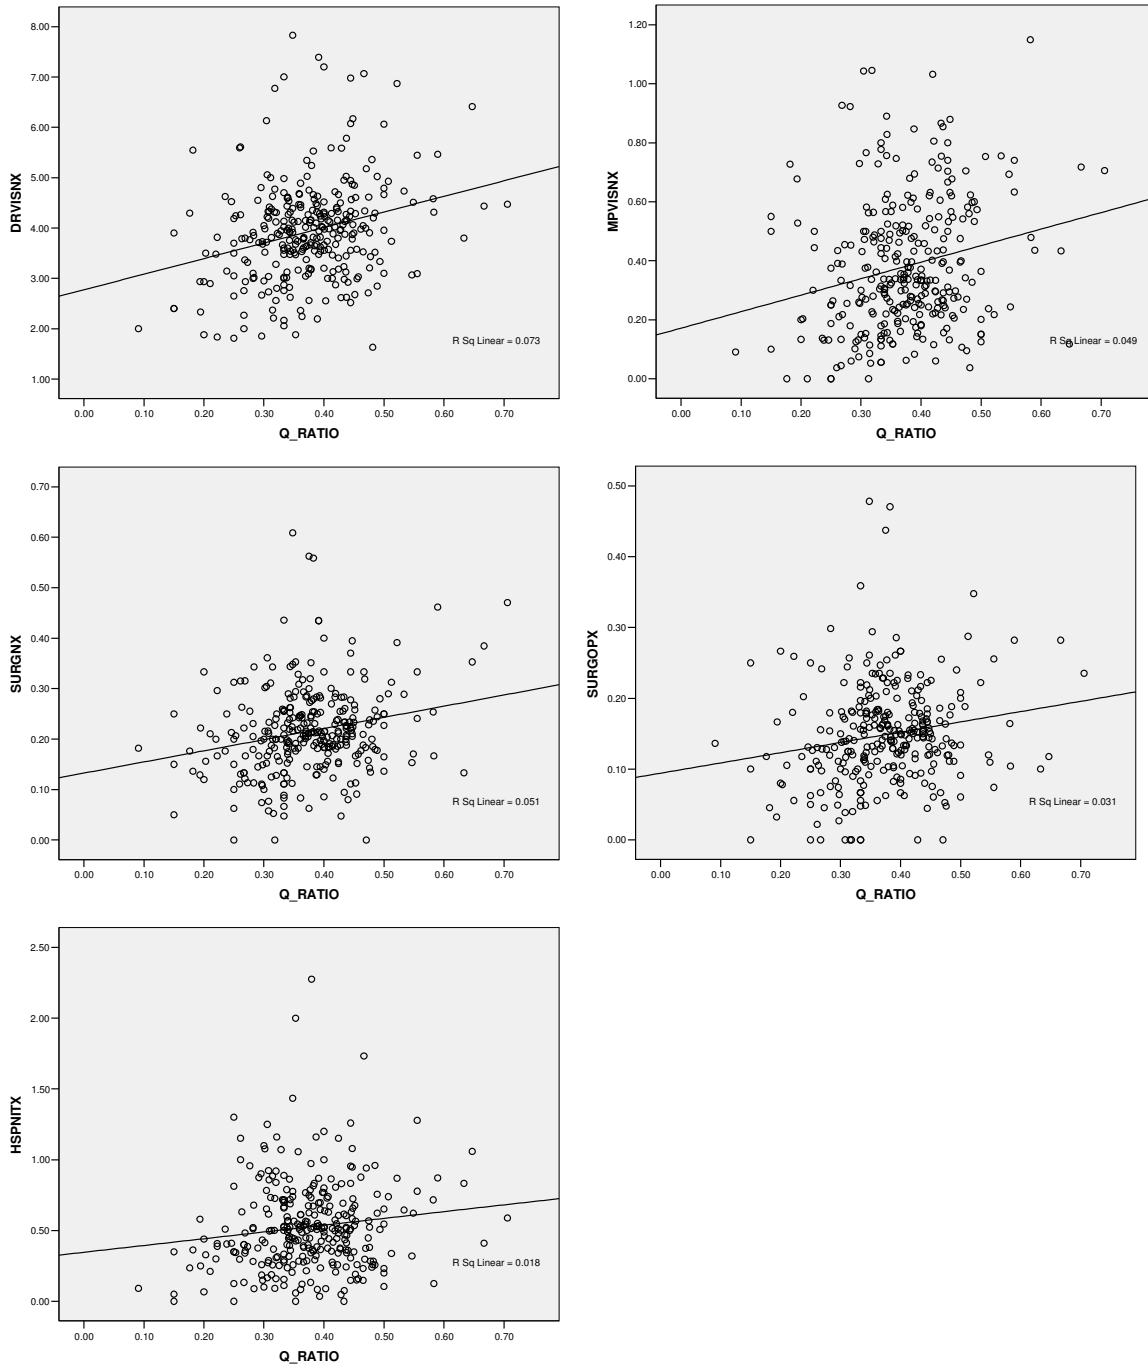 8.00
7.00
6.00
5.00
4.00
3.00
2.00
1.00
DRVISNX
R Sq Linear = 0.073
0.00 0.10 0.20 0.30 0.40 0.50 0.60 0.70
Q_RATIO
1.20
1.00
0.80
0.60
0.40
0.20
0.00
MPVISNX
R Sq Linear = 0.049
0.00 0.10 0.20 0.30 0.40 0.50 0.60 0.70
Q_RATIO
0.70
0.60
0.50
0.40
0.30
0.20
0.10
0.00
SURGNX
R Sq Linear = 0.051
0.00 0.10 0.20 0.30 0.40 0.50 0.60 0.70
Q_RATIO
0.50
0.40
0.30
0.20
0.10
0.00
SURGOPX
R Sq Linear = 0.031
0.00 0.10 0.20 0.30 0.40 0.50 0.60 0.70
Q_RATIO
2.50
2.00
1.50
1.00
0.50
0.00
HSPNITX
R Sq Linear = 0.018
0.00 0.10 0.20 0.30 0.40 0.50 0.60 0.70
Q_RATIO